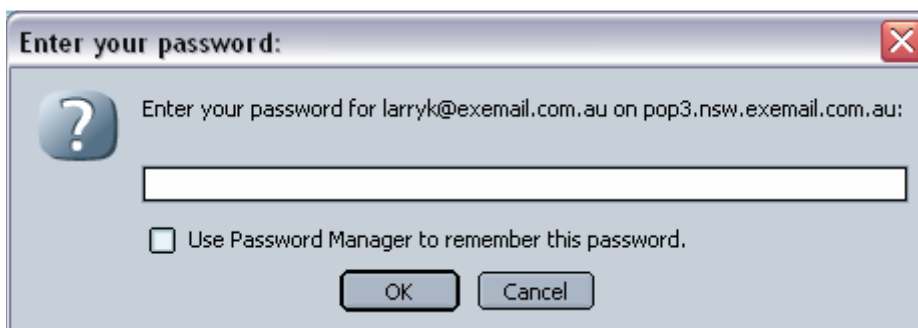 Enter your password:
Enter your password for larryk@exemail.com.au on pop3.nsw.exemail.com.au:
Use Password Manager to remember this password.
OK Cancel